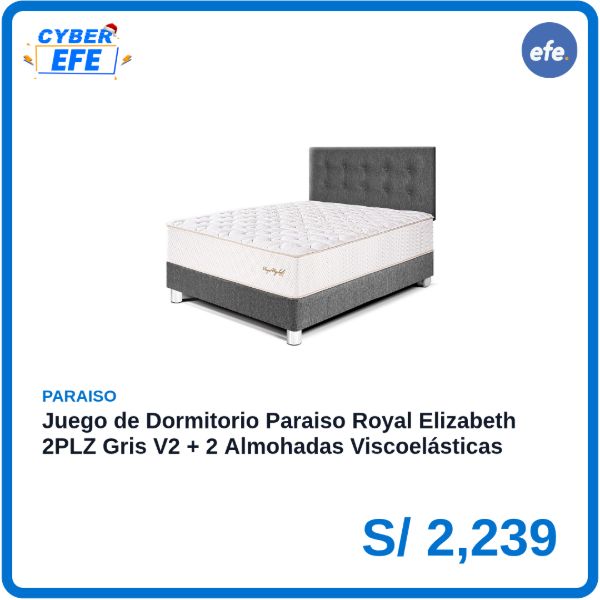 CYBER
EFE
efe.
PARAISO
Juego de Dormitorio Paraiso Royal Elizabeth
2PLZ Gris V2 + 2 Almohadas Viscoelásticas
S/ 2,239